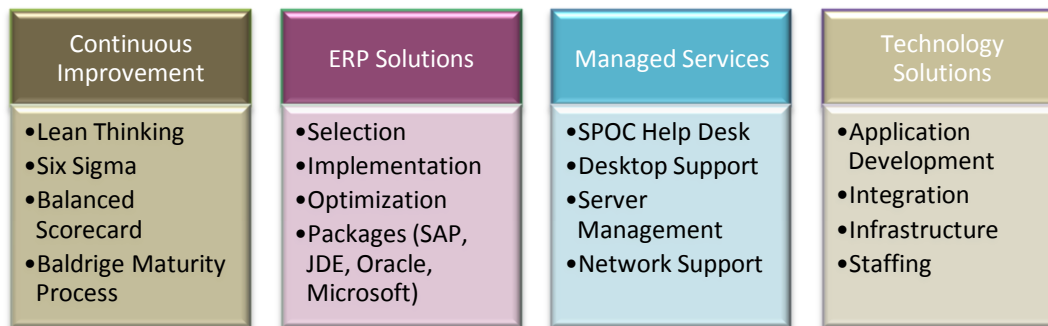 Continuous
Improvement
•Lean Thinking
•Six Sigma
•Balanced
Scorecard
•Baldrige Maturity
Process
ERP Solutions
•Selection
•Implementation
•Optimization
•Packages (SAP,
JDE, Oracle,
Microsoft)
Managed Services
•SPOC Help Desk
•Desktop Support
•Server
Management
•Network Support
Technology
Solutions
•Application
Development
•Integration
•Infrastructure
•Staffing